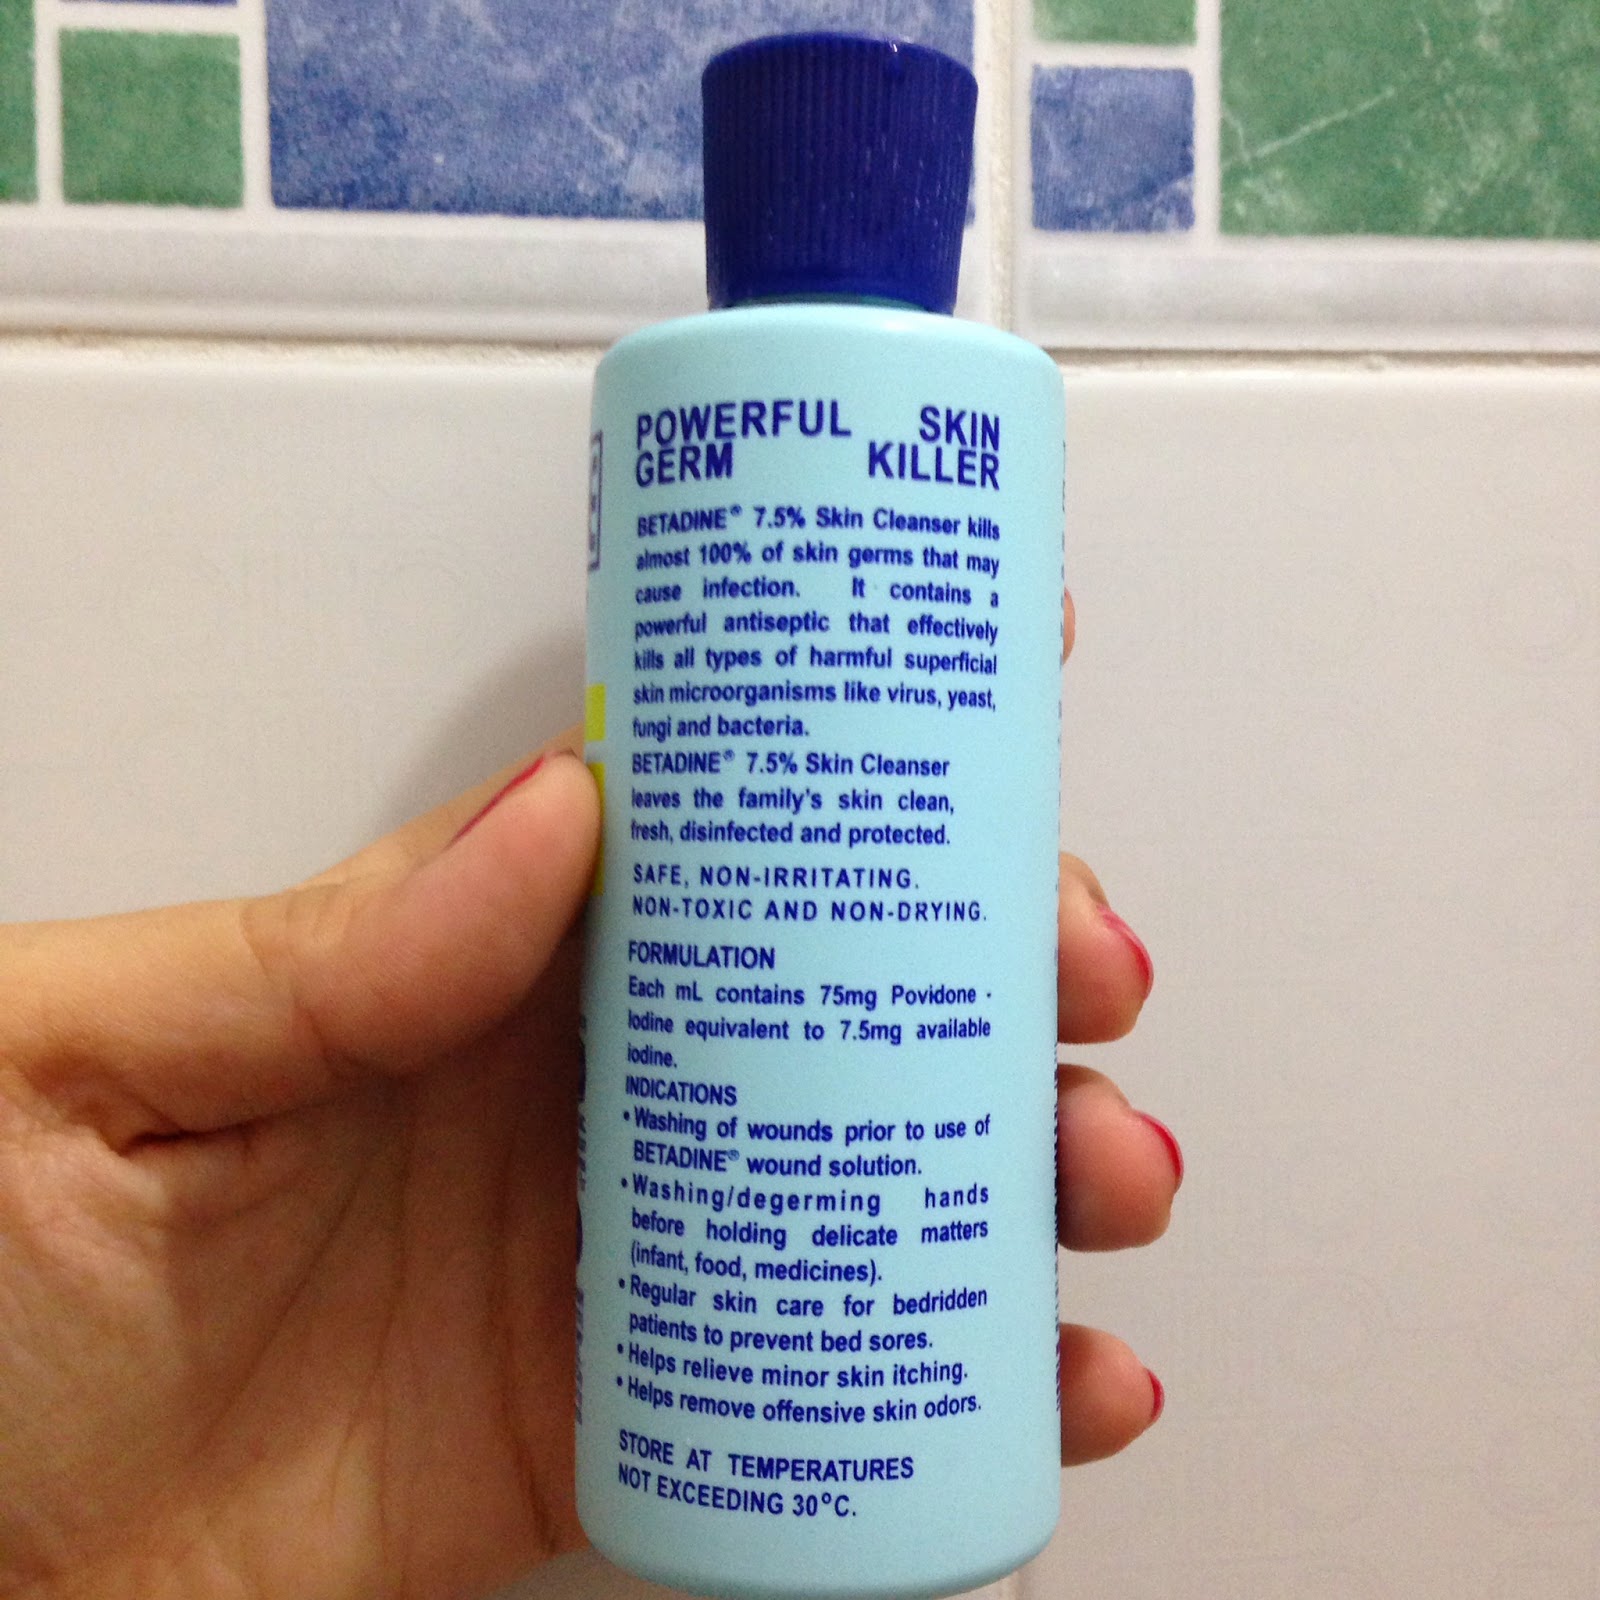 POWERFUL SKIN
GERM KILLER
BETADINE® 7.5% Skin Cleanser kills
almost 100% of skin germs that may
cause infection. It contains a
powerful antiseptic that effectively
kills all types of harmful superficial
skin microorganisms like virus, yeast,
fungi and bacteria.
BETADINE® 7.5% Skin Cleanser
leaves the family's skin clean,
fresh, disinfected and protected.
SAFE, NON-IRRITATING.
NON-TOXIC AND NON-DRYING.
FORMULATION
Each mL contains 75mg Povidone -
Iodine equivalent to 7.5mg available
iodine.
INDICATIONS
• Washing of wounds prior to use of
BETADINE® wound solution.
• Washing/degerming hands
before holding delicate matters
(infant, food, medicines).
• Regular skin care for bedridden
patients to prevent bed sores.
• Helps relieve minor skin itching.
• Helps remove offensive skin odors.
STORE AT TEMPERATURES
NOT EXCEEDING 30°C.